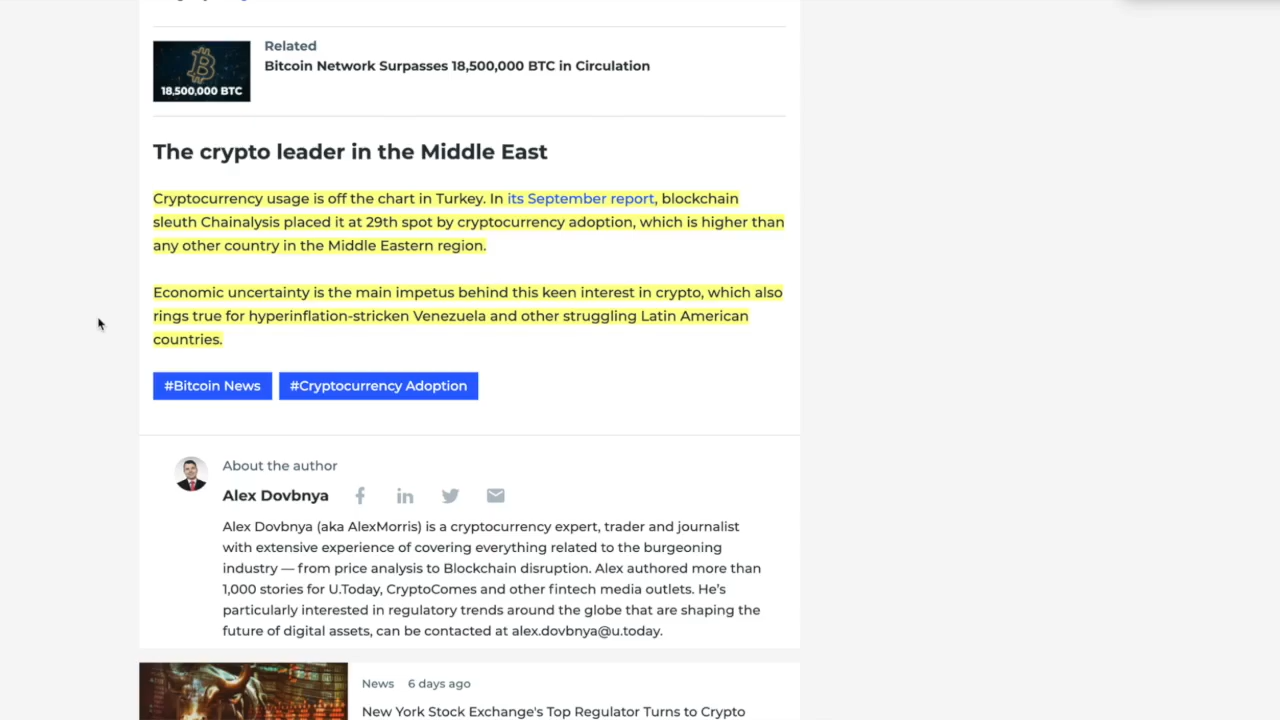 Related
Bitcoin Network Surpasses 18,500,000 BTC in Circulation
18,500,000 BTC
The crypto leader in the Middle East
Cryptocurrency usage is off the chart in Turkey. In its September report, blockchain
sleuth Chainalysis placed it at 29th spot by cryptocurrency adoption, which is higher than
any other country in the Middle Eastern region.
Economic uncertainty is the main impetus behind this keen interest in crypto, which also
rings true for hyperinflation-stricken Venezuela and other struggling Latin American
countries.
#Bitcoin News #Cryptocurrency Adoption
About the author
Alex Dovbnya
Alex Dovbnya (aka AlexMorris) is a cryptocurrency expert, trader and journalist
with extensive experience of covering everything related to the burgeoning
industry — from price analysis to Blockchain disruption. Alex authored more than
1,000 stories for U.Today, CryptoComes and other fintech media outlets. He's
particularly interested in regulatory trends around the globe that are shaping the
future of digital assets, can be contacted at alex.dovbnya@u.today.
News 6 days ago
New York Stock Exchange's Top Regulator Turns to Crypto